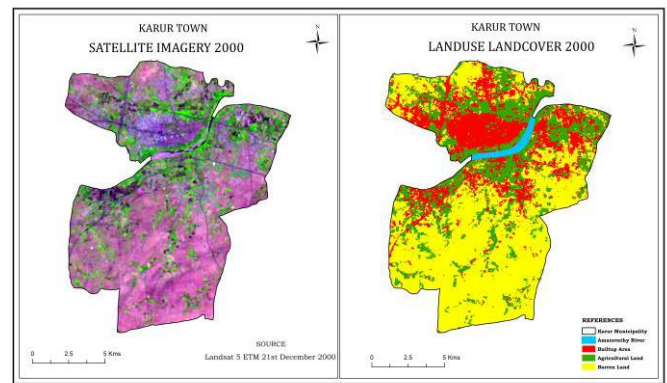 KARUR TOWN
SATELLITE IMAGERY 2000
N
SOURCE
Landsat 5 ETM 21st December 2000
0 2.5 5 Kms
KARUR TOWN
LANDUSE LANDCOVER 2000
N
REFERENCES
Karur Municipality
Amaravathy River
Builtup Area
Agricultural Land
Barren Land
0 2.5 5 Kms